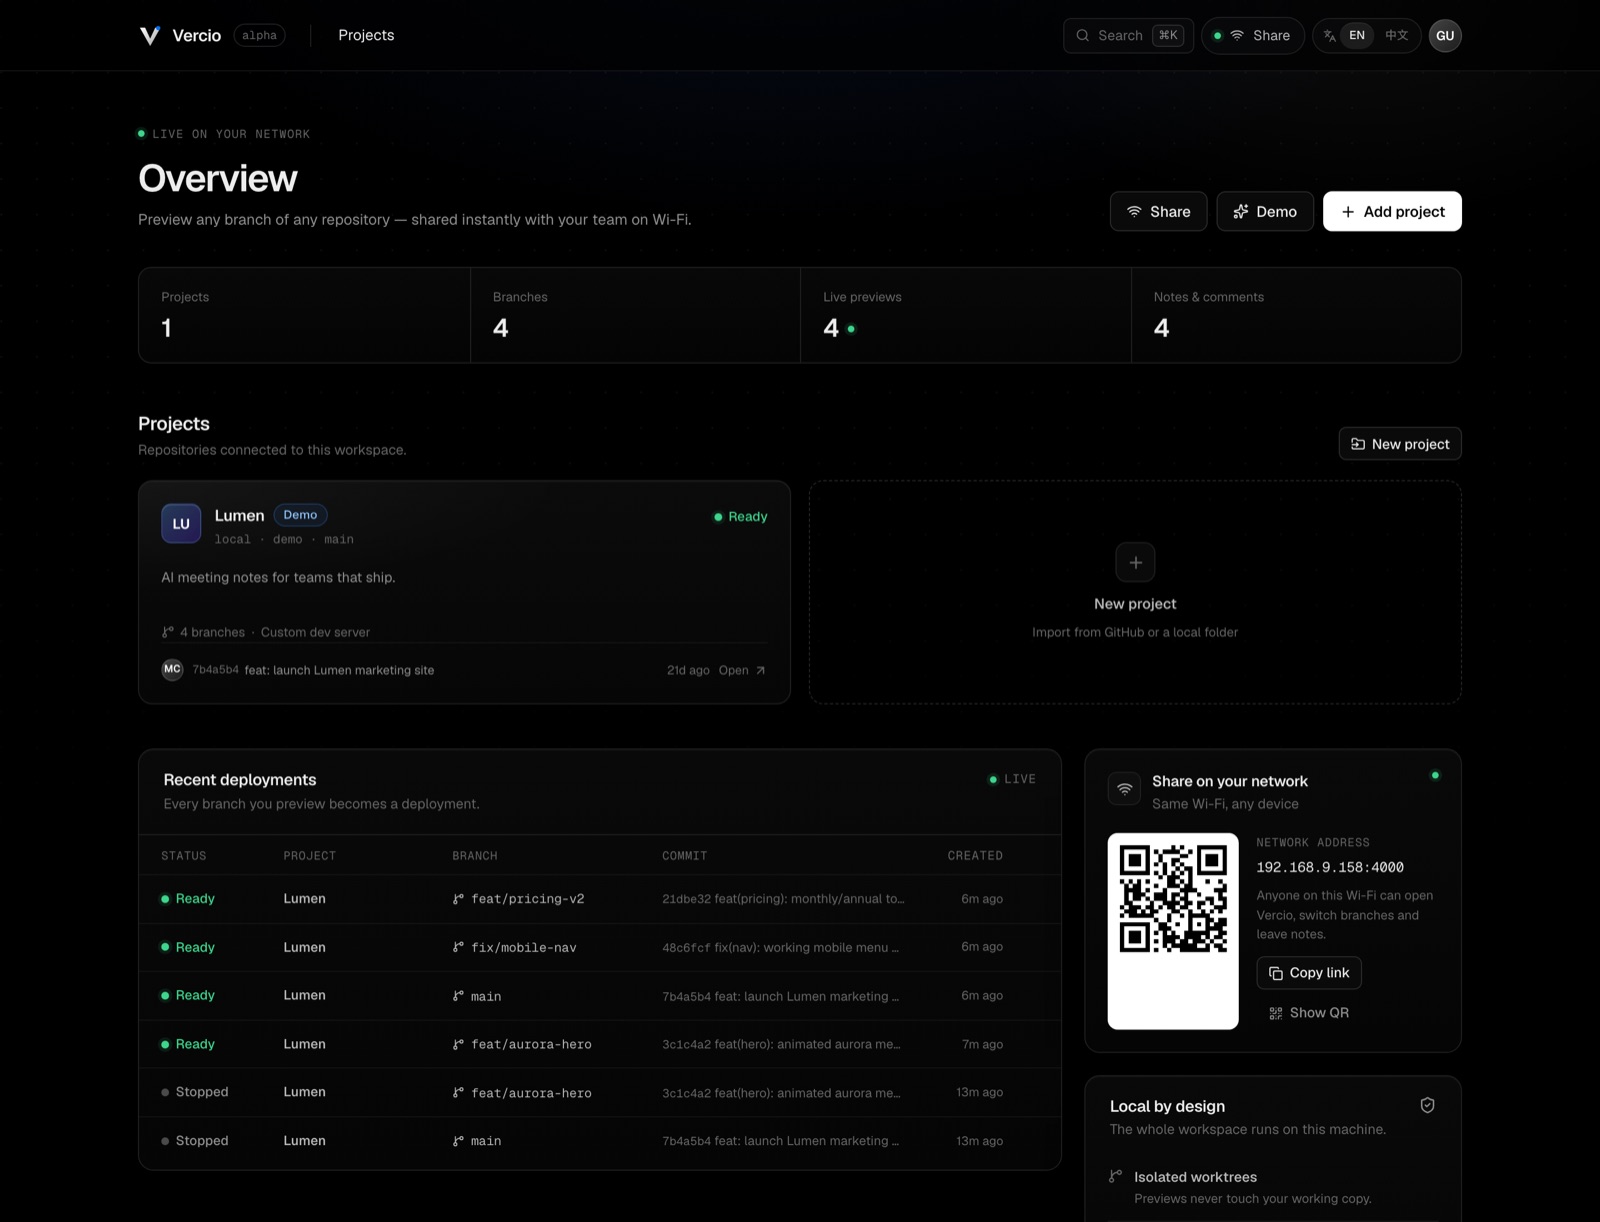 Vercio alpha Projects Search ⌘K Share EN 中文 GU
LIVE ON YOUR NETWORK
Overview
Preview any branch of any repository — shared instantly with your team on Wi-Fi.
Share Demo + Add project
Projects Branches Live previews Notes & comments
1 4 4 4
Projects
Repositories connected to this workspace.
New project
LU Lumen Demo Ready
local · demo · main
AI meeting notes for teams that ship.
4 branches · Custom dev server
MC 7b4a5b4 feat: launch Lumen marketing site 21d ago Open
+
New project
Import from GitHub or a local folder
Recent deployments LIVE
Every branch you preview becomes a deployment.
STATUS PROJECT BRANCH COMMIT CREATED
Ready Lumen feat/pricing-v2 21dbe32 feat(pricing): monthly/annual to… 6m ago
Ready Lumen fix/mobile-nav 48c6fcf fix(nav): working mobile menu … 6m ago
Ready Lumen main 7b4a5b4 feat: launch Lumen marketing … 6m ago
Ready Lumen feat/aurora-hero 3c1c4a2 feat(hero): animated aurora me… 7m ago
Stopped Lumen feat/aurora-hero 3c1c4a2 feat(hero): animated aurora me… 13m ago
Stopped Lumen main 7b4a5b4 feat: launch Lumen marketing … 13m ago
Share on your network
Same Wi-Fi, any device
NETWORK ADDRESS
192.168.9.158:4000
Anyone on this Wi-Fi can open
Vercio, switch branches and
leave notes.
Copy link
Show QR
Local by design
The whole workspace runs on this machine.
Isolated worktrees
Previews never touch your working copy.